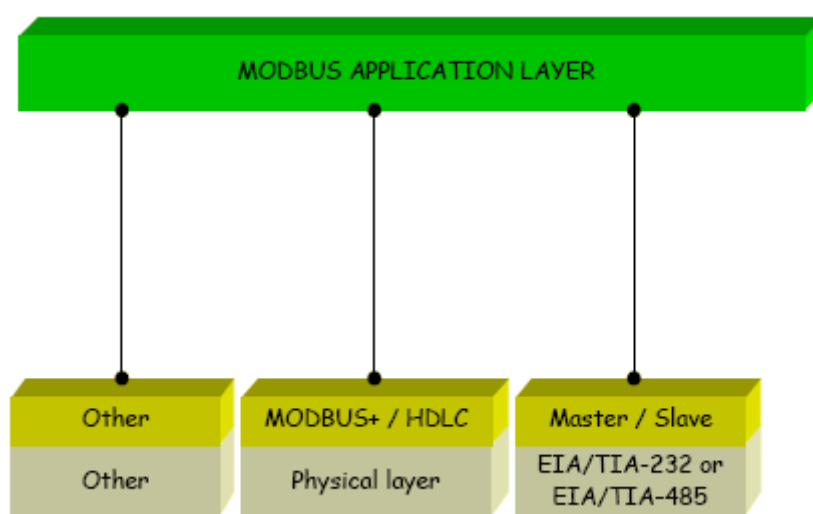 MODBUS APPLICATION LAYER
Other
MODBUS+ / HDLC
Master / Slave
Other
Physical layer
EIA/TIA-232 or
EIA/TIA-485